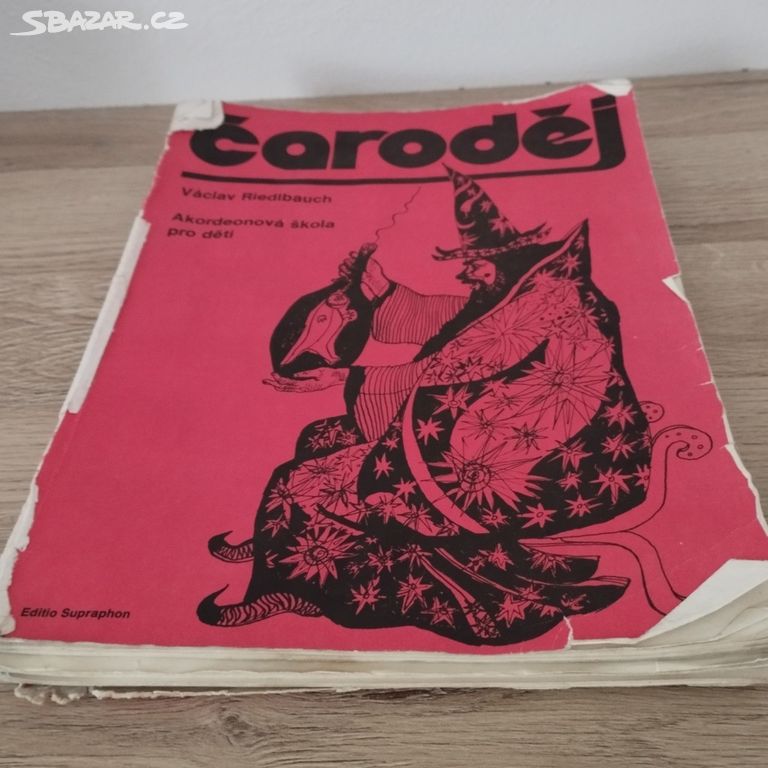 SBAZAR.CZ
čaroděj
Václav Riedlbauch
Akordeonová škola
pro děti
Editio Supraphon